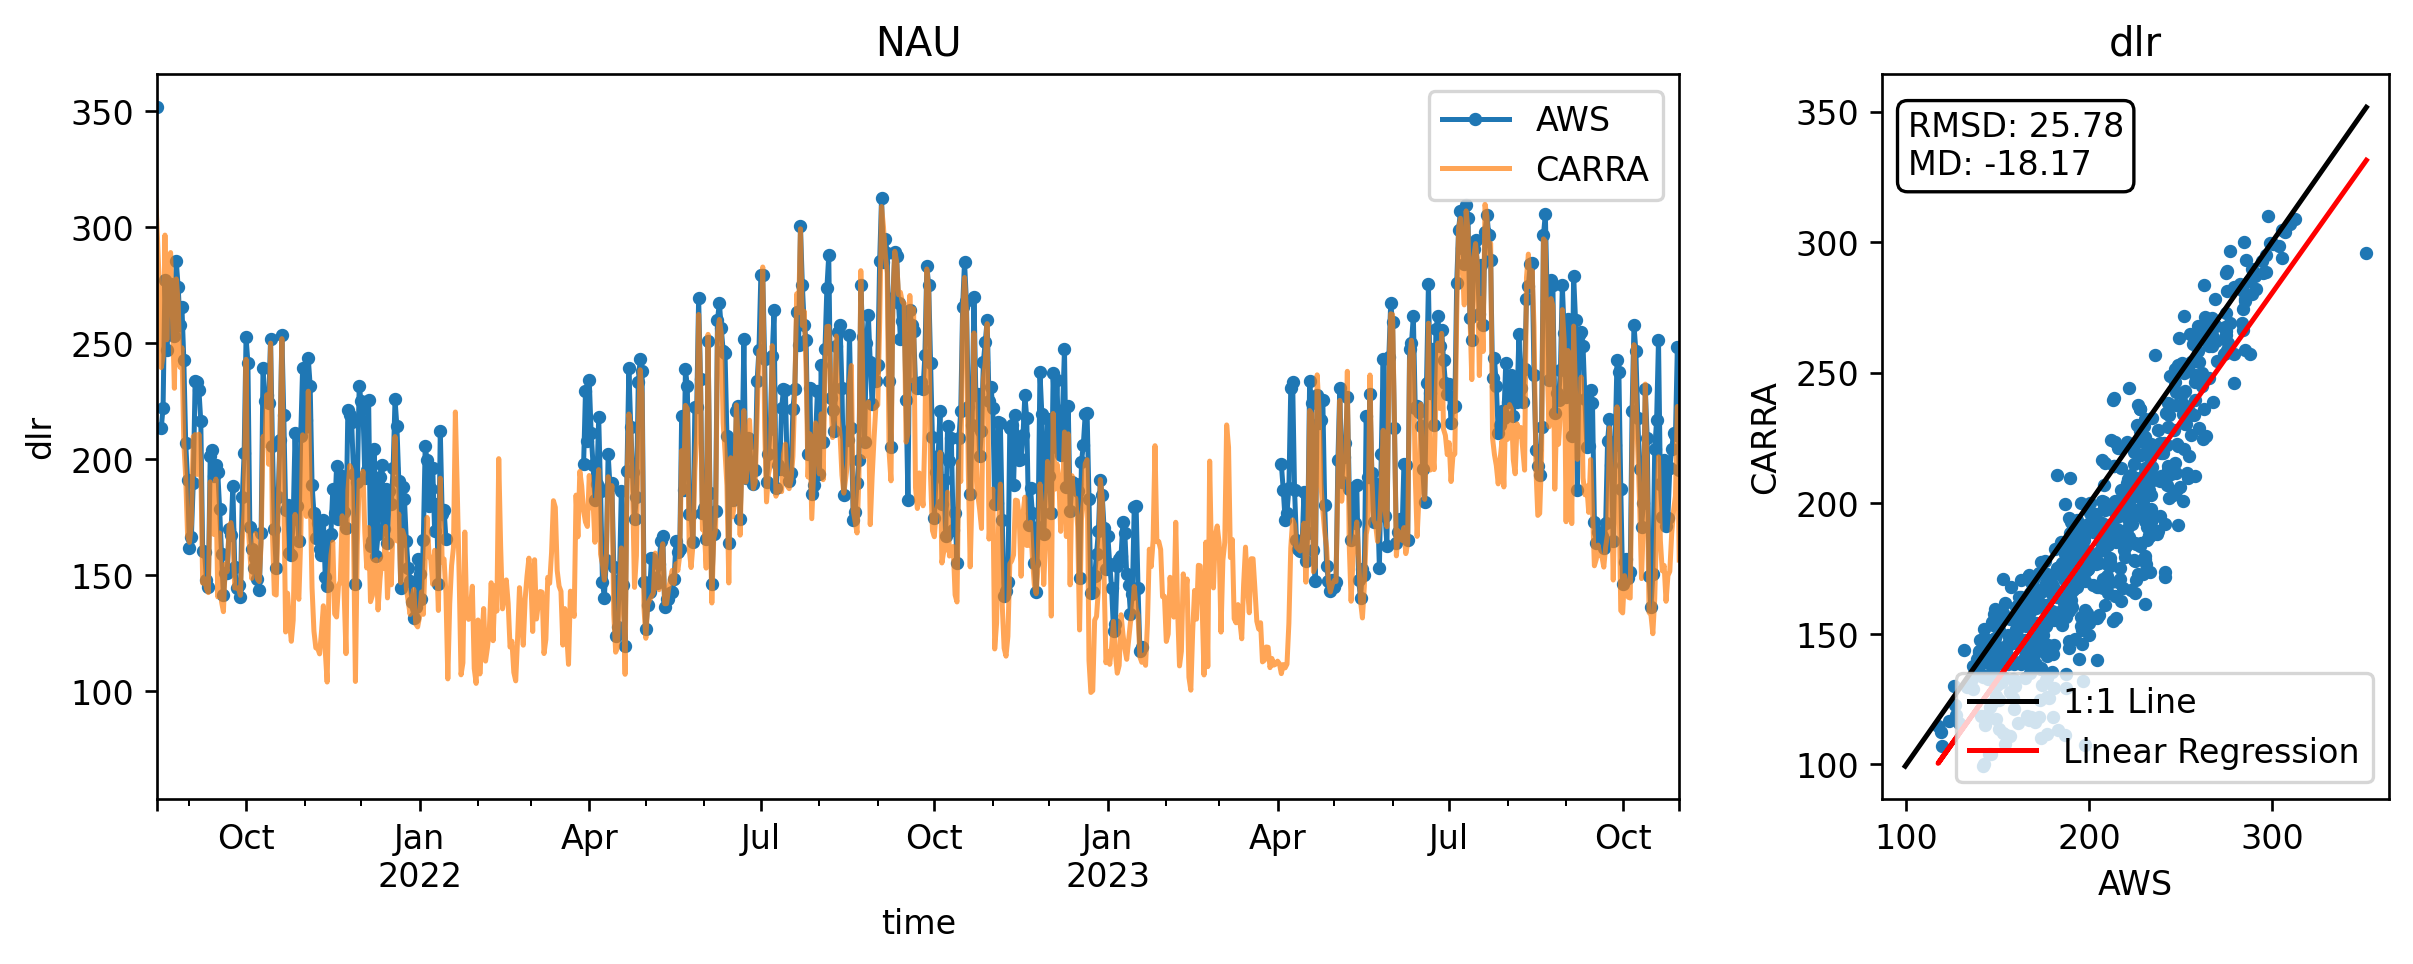 NAU
350
300
250
200
150
100
dlr
AWS
CARRA
Oct
Jan
2022
Apr
Jul
Oct
Jan
2023
Apr
Jul
Oct
time
dlr
350
300
250
200
150
100
CARRA
RMSD: 25.78
MD: -18.17
1:1 Line
Linear Regression
100
200
300
AWS